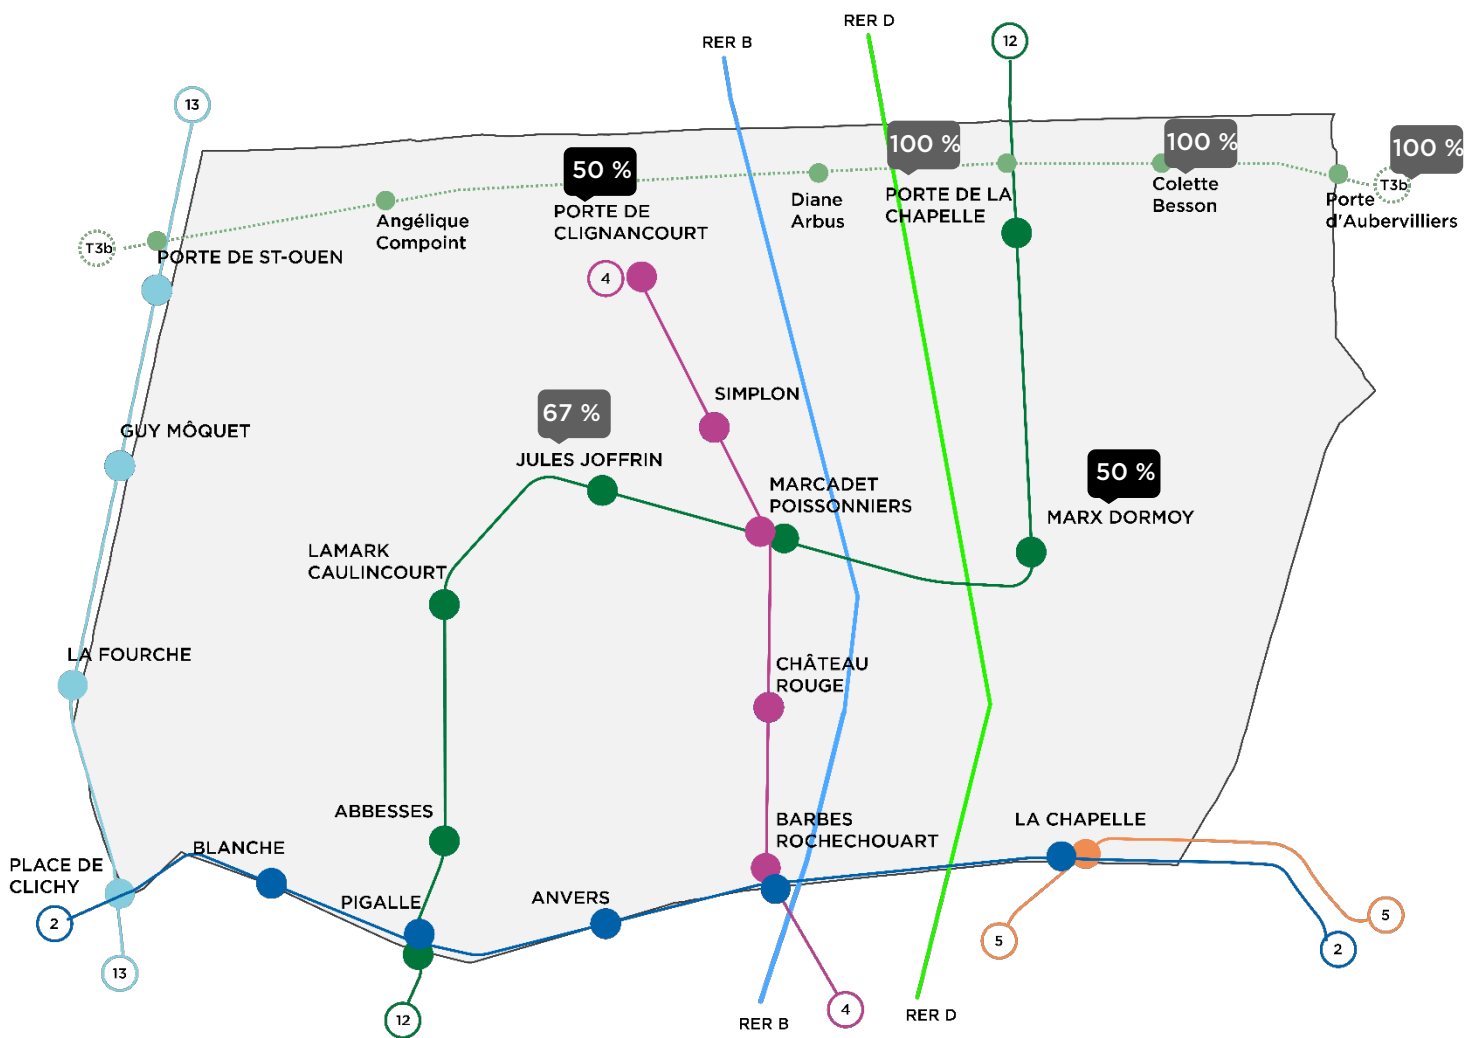 RER D
RER B
12
13
50 %
100 %
100 %
100 %
PORTE DE
CLIGNANCOURT
Angélique
Compoint
Diane
Arbus
PORTE DE LA
CHAPELLE
Colette
Besson
T3b
Porte
d'Aubervilliers
T3b
PORTE DE ST-OUEN
4
SIMPLON
67 %
GUY MÔQUET
JULES JOFFRIN
MARCADET
POISSONNIERS
50 %
MARX DORMOY
LAMARK
CAULINCOURT
LA FOURCHE
CHÂTEAU
ROUGE
ABBESSES
BARBES
ROCHECHOUART
LA CHAPELLE
BLANCHE
PLACE DE
CLICHY
PIGALLE
ANVERS
2
5
5
2
13
12
RER B
4
RER D